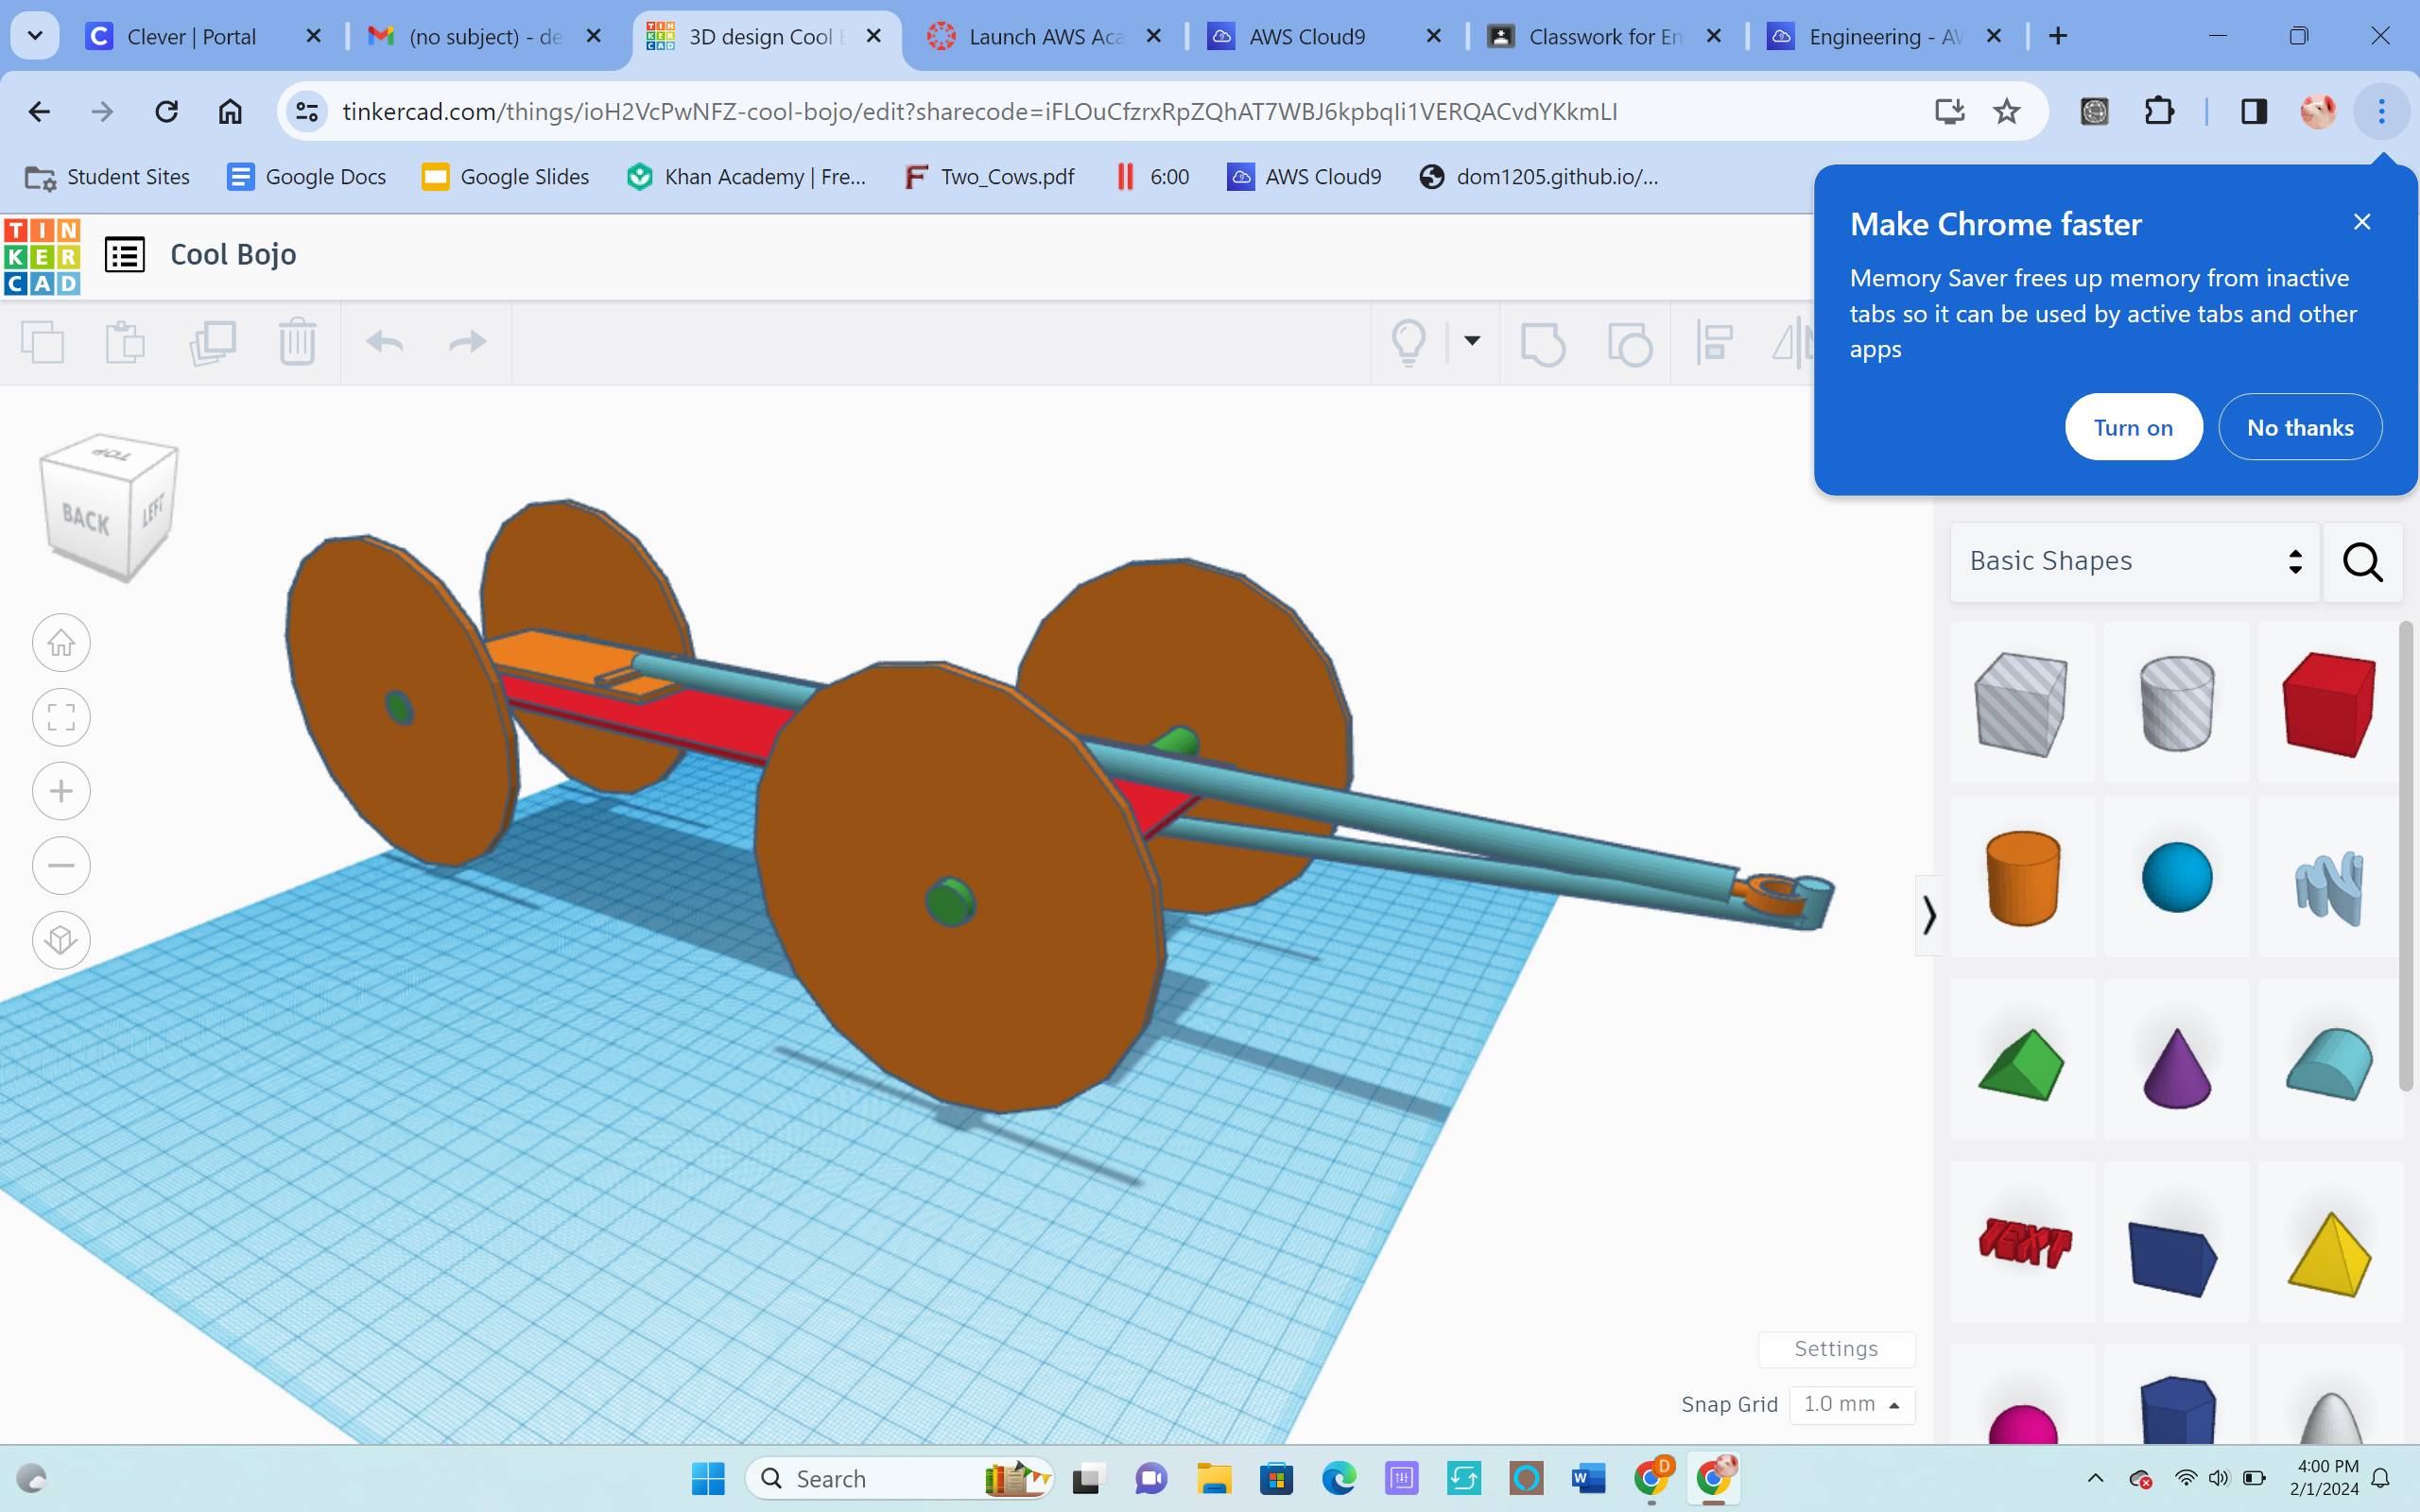 Clever | Portal
(no subject) - de
3D design Cool
Launch AWS Aca
AWS Cloud9
Classwork for En
Engineering - AV
tinkercad.com/things/ioH2VcPwNFZ-cool-bojo/edit?sharecode=iFLOuCfzrxRpZQhAT7WBJ6kpbqIi1VERQACvdYKkmLI
Student Sites
Google Docs
Google Slides
Khan Academy | Fre...
Two_Cows.pdf
6:00
AWS Cloud9
dom1205.github.io/...
Make Chrome faster
Memory Saver frees up memory from inactive
tabs so it can be used by active tabs and other
apps
Turn on
No thanks
TIN
KER
CAD
Cool Bojo
TOP
BACK
LEFT
Basic Shapes
TEXT
Settings
Snap Grid
1.0 mm
Search
D
4:00 PM
2/1/2024